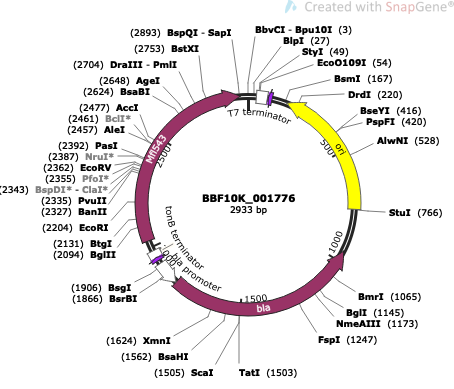 Created with SnapGene®
(2893) BspQI - SapI
(2753) BstXI
(2704) DraIII - PmlI
(2648) AgeI
(2624) BsaBI
(2477) AccI
(2461) BclI*
(2457) AleI
(2392) PasI
(2387) NruI*
(2362) EcoRV
(2355) PfoI*
(2343) BspDI* - ClaI*
(2335) PvuII
(2327) BanII
(2204) EcoRI
(2131) BtgI
(2094) BglII
(1906) BsgI
(1866) BsrBI
(1624) XmnI
(1562) BsaHI
(1505) ScaI
TatI (1503)
BbvCI - Bpu10I (3)
BlpI (27)
StyI (49)
EcoO109I (54)
BsmI (167)
DrdI (220)
BseYI (416)
PspFI (420)
AlwNI (528)
StuI (766)
BmrI (1065)
BglI (1145)
NmeAIII (1173)
FspI (1247)
T7 terminator
ori
500
1000
1500
2500
Mfl543
tonB terminator
bla promoter
bla
BBF10K_001776
2933 bp